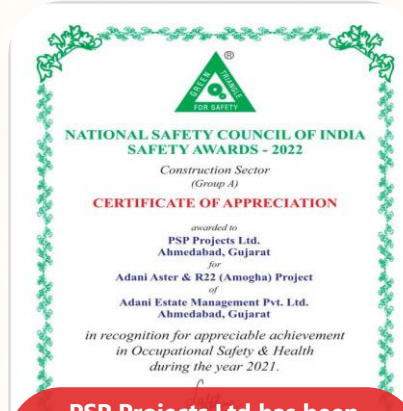 ®
GREEN TRIANGLE
FOR SAFETY
NATIONAL SAFETY COUNCIL OF INDIA
SAFETY AWARDS - 2022
Construction Sector
(Group A)
CERTIFICATE OF APPRECIATION
awarded to
PSP Projects Ltd.
Ahmedabad, Gujarat
for
Adani Aster & R22 (Amogha) Project
of
Adani Estate Management Pvt. Ltd.
Ahmedabad, Gujarat
in recognition for appreciable achievement
in Occupational Safety & Health
during the year 2021.
PSP Projects Ltd has been